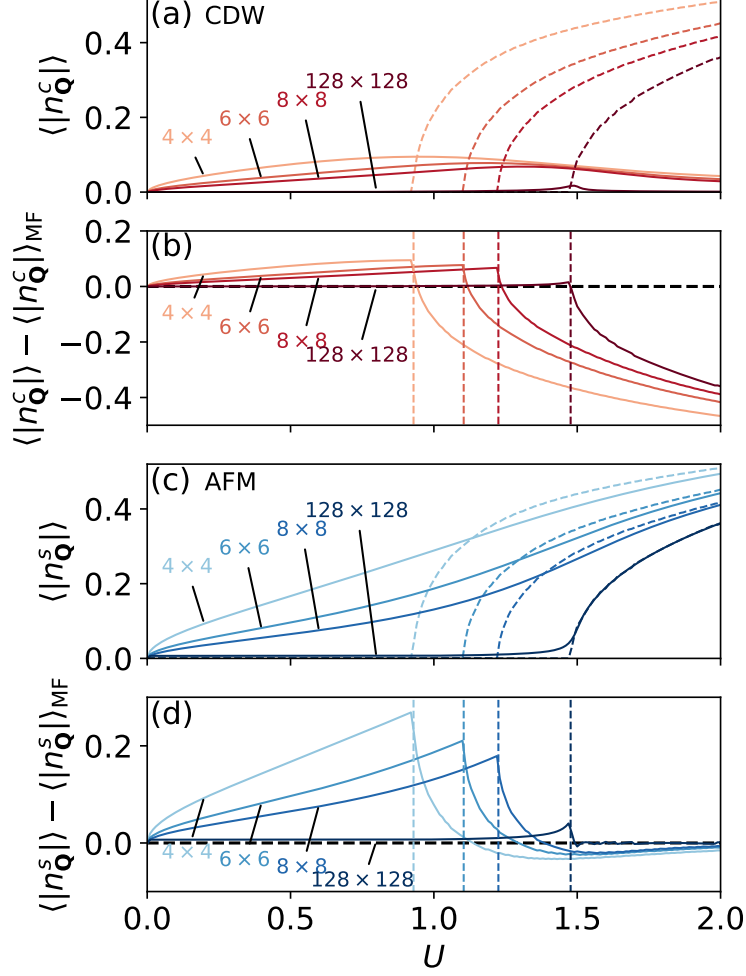 (a) CDW
0.4
0.2
0.0
⟨|n^c_Q|⟩
4 × 4
6 × 6
8 × 8
128 × 128
(b)
0.2
0.0
−0.2
−0.4
⟨|n^c_Q|⟩ − ⟨|n^c_Q|⟩_MF
4 × 4
6 × 6
8 × 8
128 × 128
(c) AFM
0.4
0.2
0.0
⟨|n^s_Q|⟩
4 × 4
6 × 6
8 × 8
128 × 128
(d)
0.2
0.0
⟨|n^s_Q|⟩ − ⟨|n^s_Q|⟩_MF
4 × 4
6 × 6
8 × 8
128 × 128
0.0 0.5 1.0 1.5 2.0
U